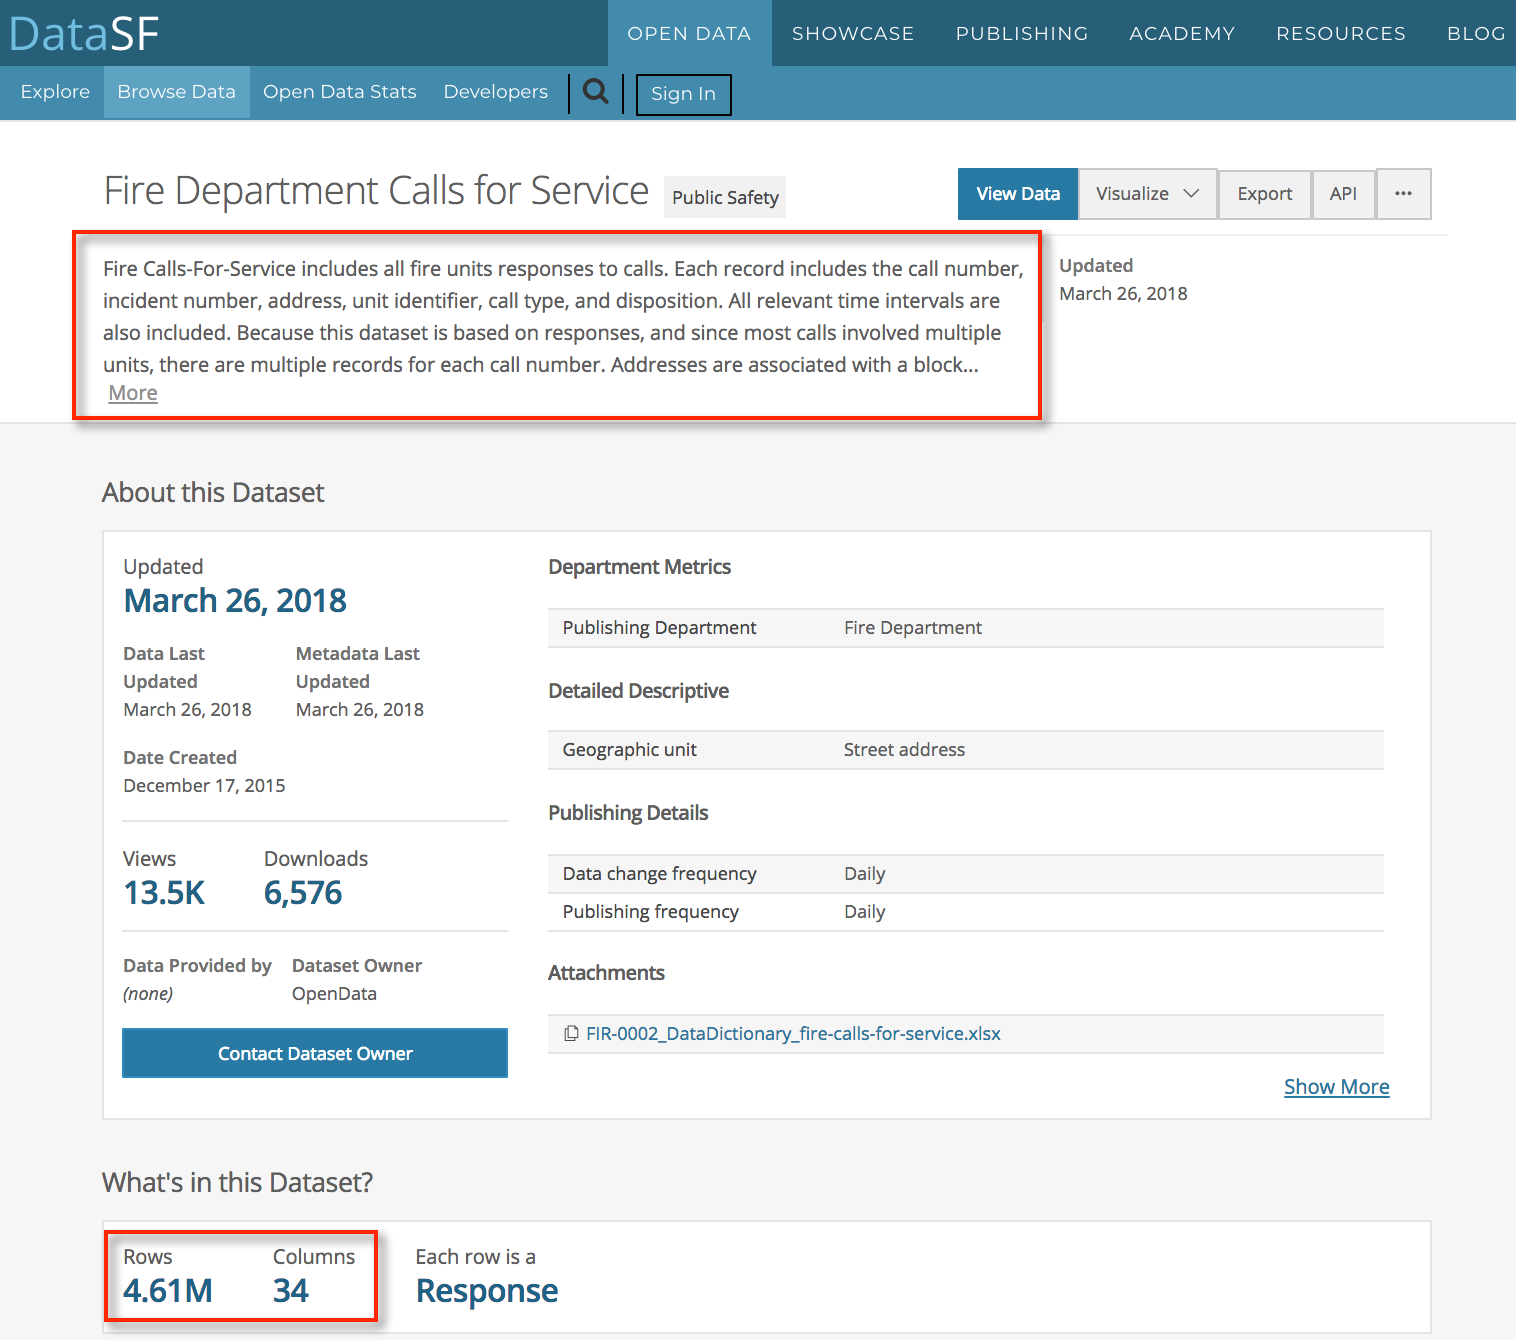 DataSF
OPEN DATA SHOWCASE PUBLISHING ACADEMY RESOURCES BLOG
Explore Browse Data Open Data Stats Developers Sign In
Fire Department Calls for Service Public Safety
View Data Visualize Export API ...
Fire Calls-For-Service includes all fire units responses to calls. Each record includes the call number,
incident number, address, unit identifier, call type, and disposition. All relevant time intervals are
also included. Because this dataset is based on responses, and since most calls involved multiple
units, there are multiple records for each call number. Addresses are associated with a block...
More
Updated
March 26, 2018
About this Dataset
Updated
March 26, 2018
Data Last
Updated
March 26, 2018
Metadata Last
Updated
March 26, 2018
Date Created
December 17, 2015
Views
13.5K
Downloads
6,576
Data Provided by
(none)
Dataset Owner
OpenData
Contact Dataset Owner
Department Metrics
Publishing Department Fire Department
Detailed Descriptive
Geographic unit Street address
Publishing Details
Data change frequency Daily
Publishing frequency Daily
Attachments
FIR-0002_DataDictionary_fire-calls-for-service.xlsx
Show More
What's in this Dataset?
Rows
4.61M
Columns
34
Each row is a
Response